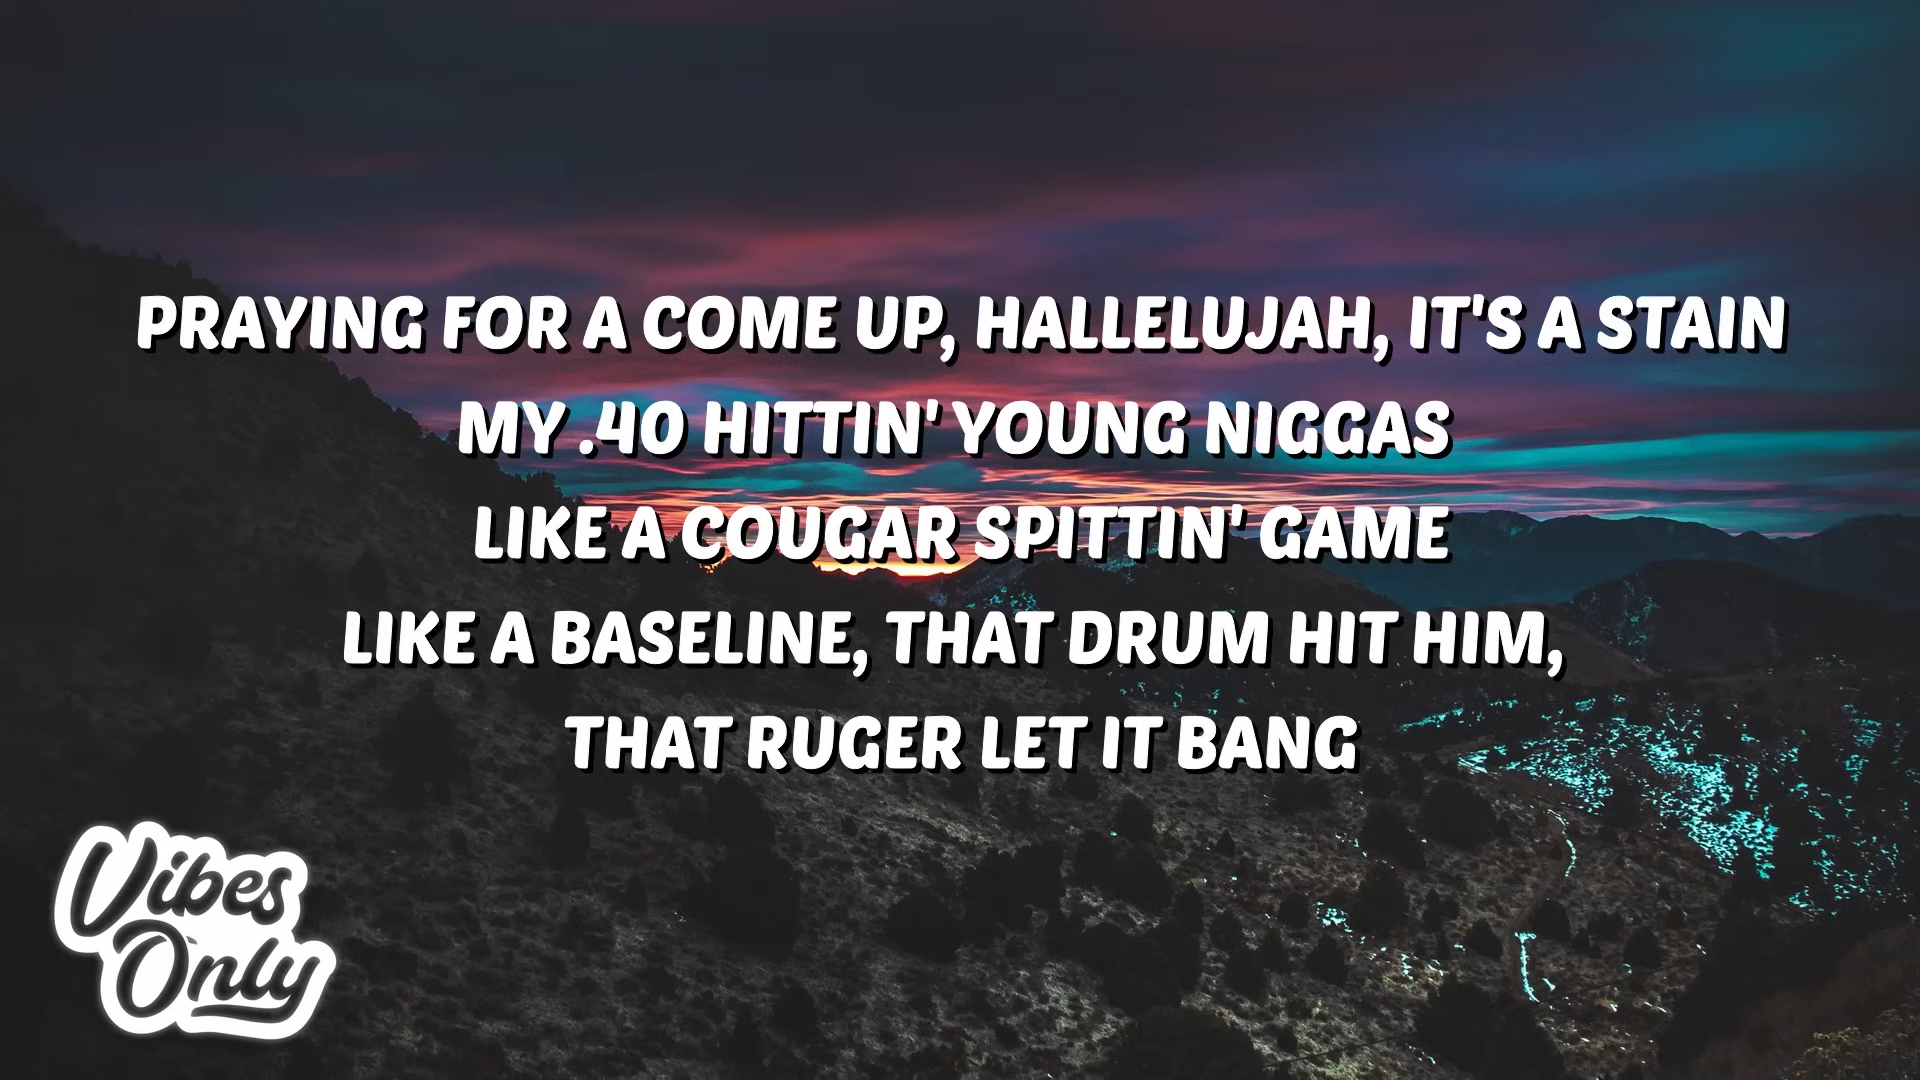 PRAYING FOR A COME UP, HALLELUJAH, IT'S A STAIN
MY .40 HITTIN' YOUNG NIGGAS
LIKE A COUGAR SPITTIN' GAME
LIKE A BASELINE, THAT DRUM HIT HIM,
THAT RUGER LET IT BANG
Vibes
Only